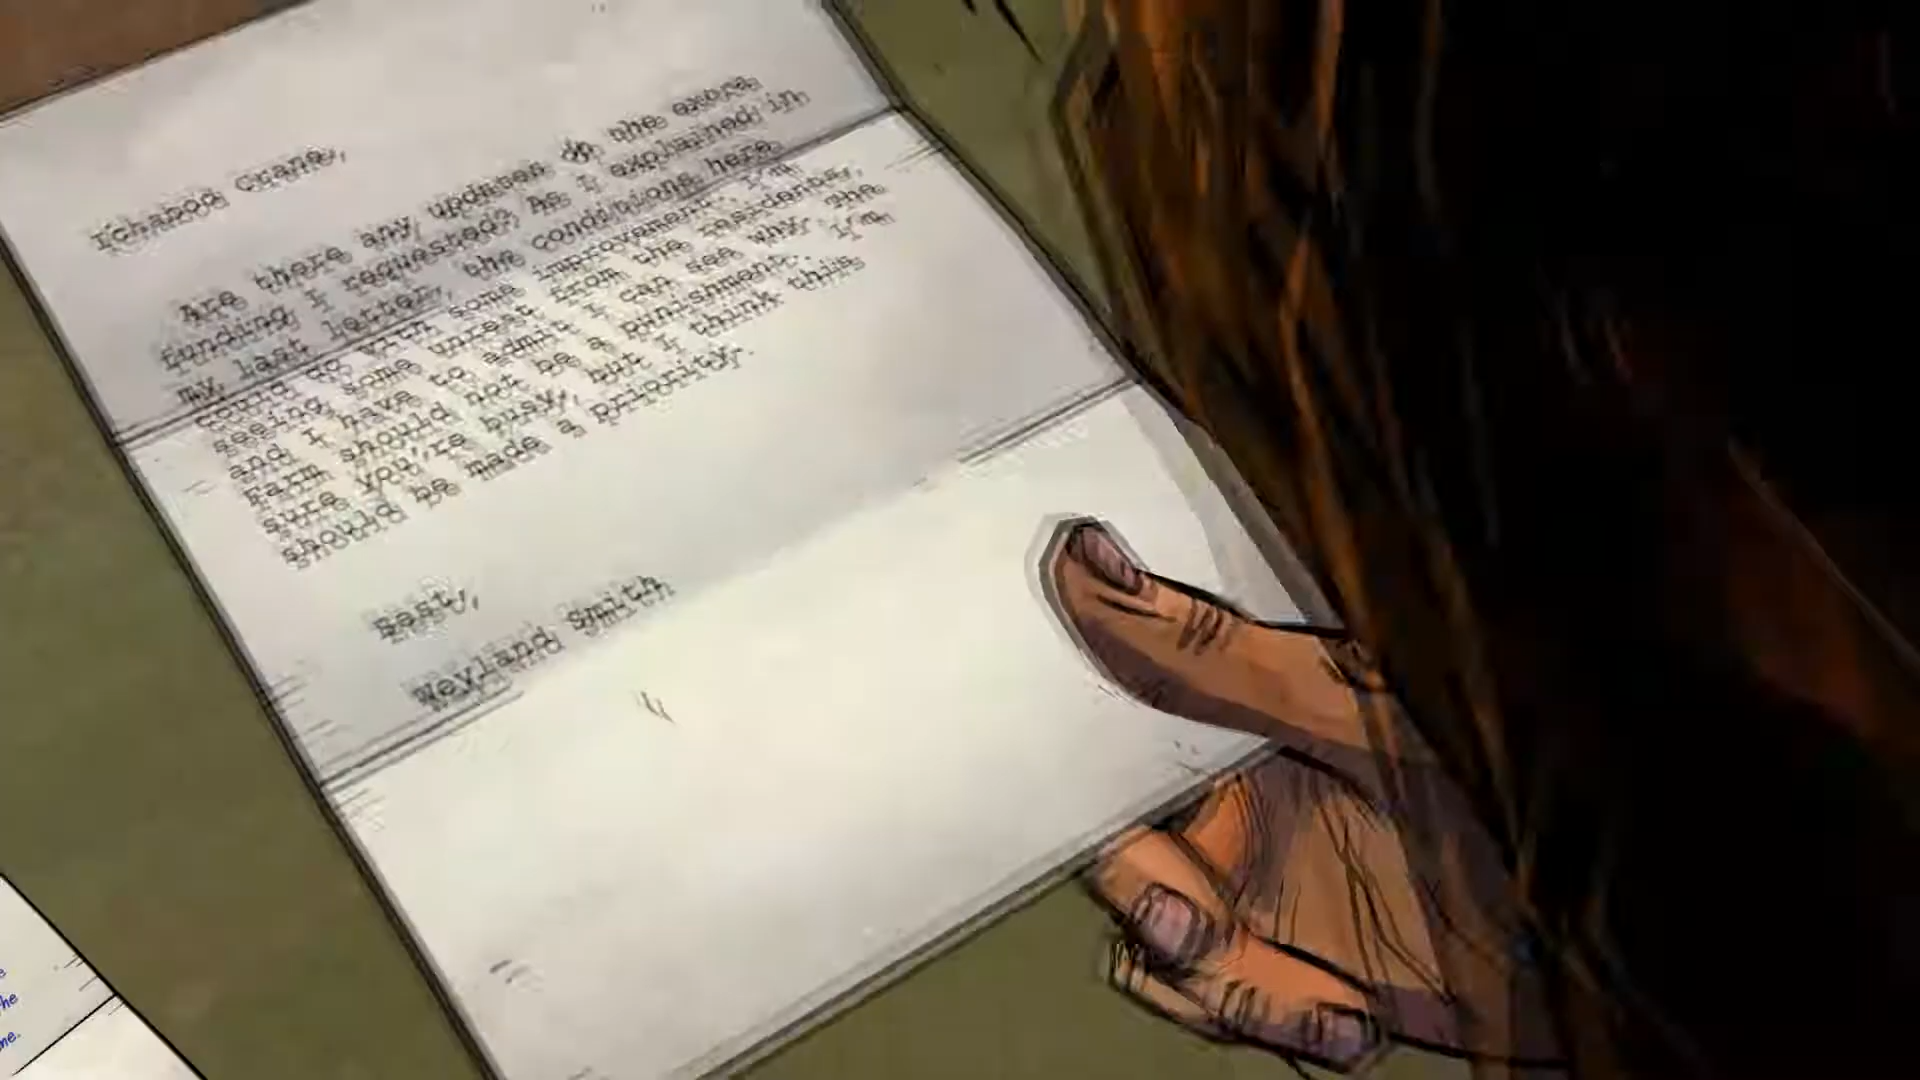 Ichabod Crane,
Are there any updates on the extra
funding I requested? As I explained in
my last letter, the conditions here
could do with some improvement. I'm
seeing some unrest from the residents,
and I have to admit I can see why. The
Farm should not be a punishment. I'm
sure you're busy, but I think this
should be made a priority.
Best,
Weyland Smith
he
me.